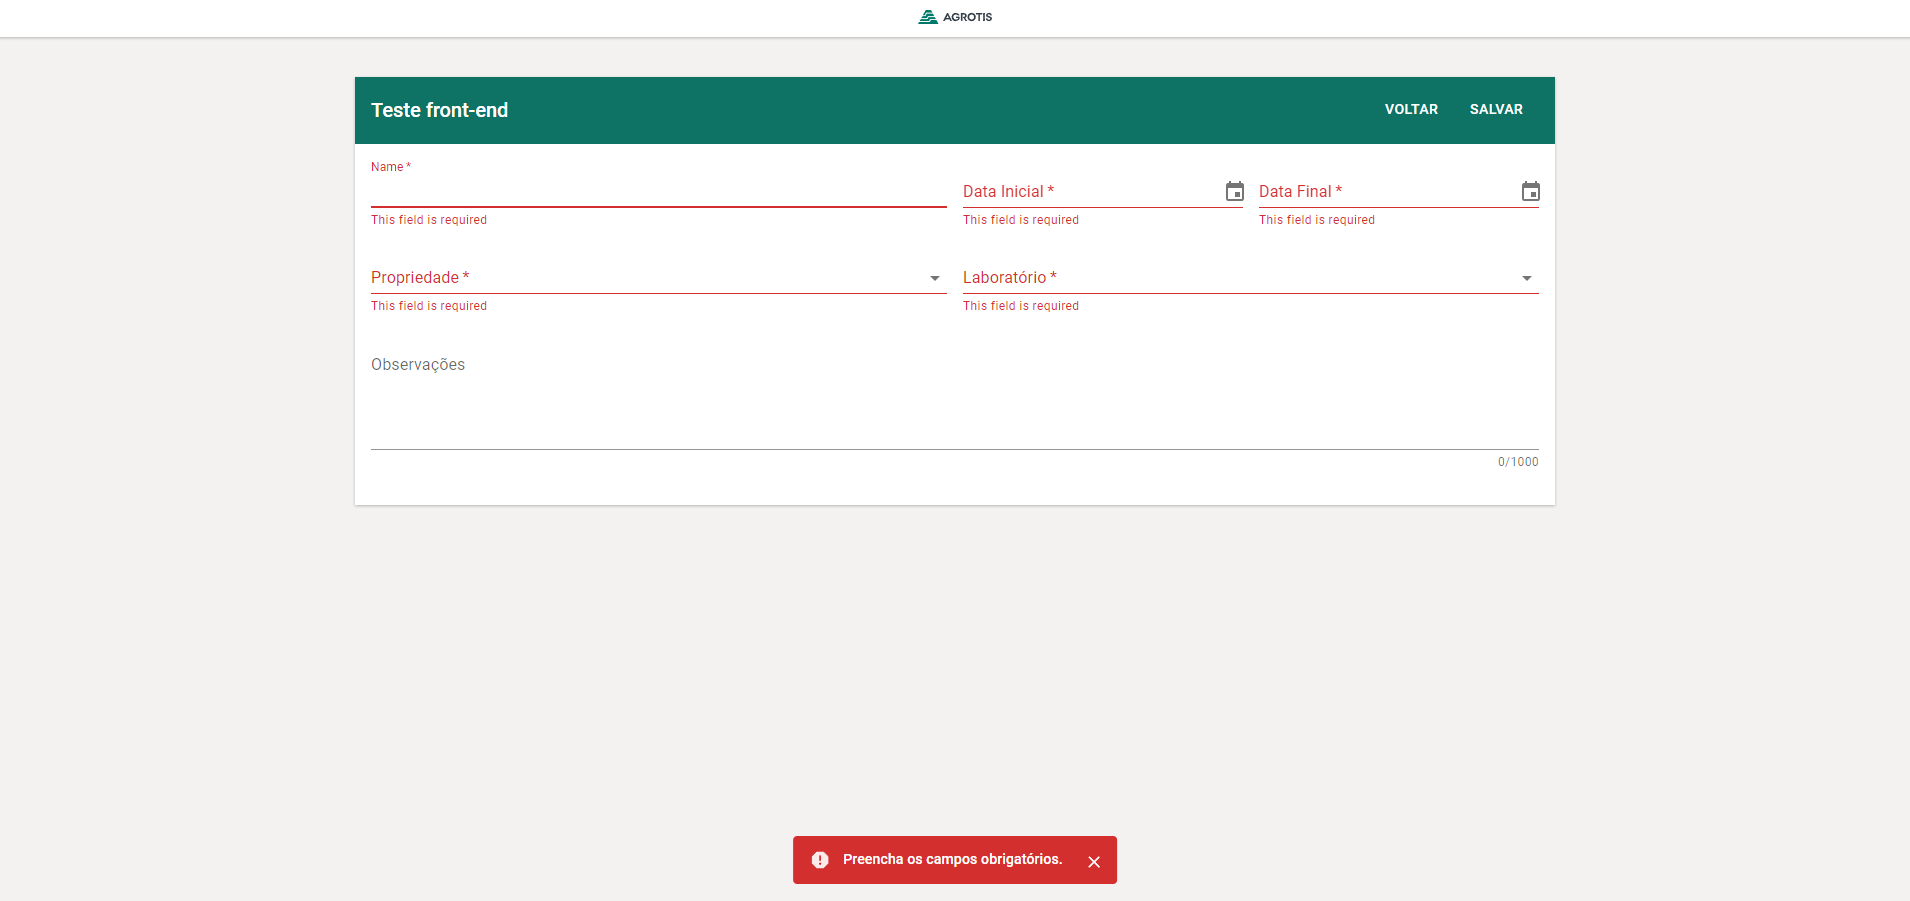 AGROTIS
Teste front-end
VOLTAR SALVAR
Name *
Data Inicial *
Data Final *
This field is required
This field is required
This field is required
Propriedade *
Laboratório *
This field is required
This field is required
Observações
0/1000
Preencha os campos obrigatórios.